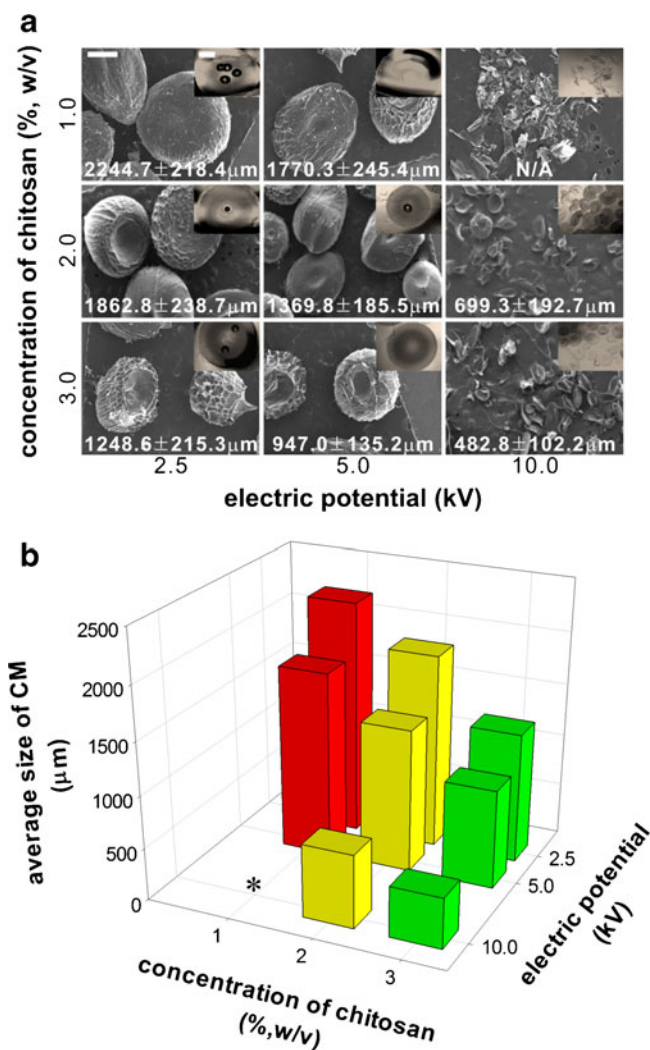 a
concentration of chitosan (%, w/v)
1.0
2244.7±218.4μm
1770.3±245.4μm
N/A
2.0
1862.8±238.7μm
1369.8±185.5μm
699.3±192.7μm
3.0
1248.6±215.3μm
947.0±135.2μm
482.8±102.2μm
2.5
5.0
10.0
electric potential (kV)
b
average size of CM
(μm)
2500
2000
1500
1000
500
0
*
1
2
3
concentration of chitosan
(%,w/v)
2.5
5.0
10.0
electric potential
(kV)